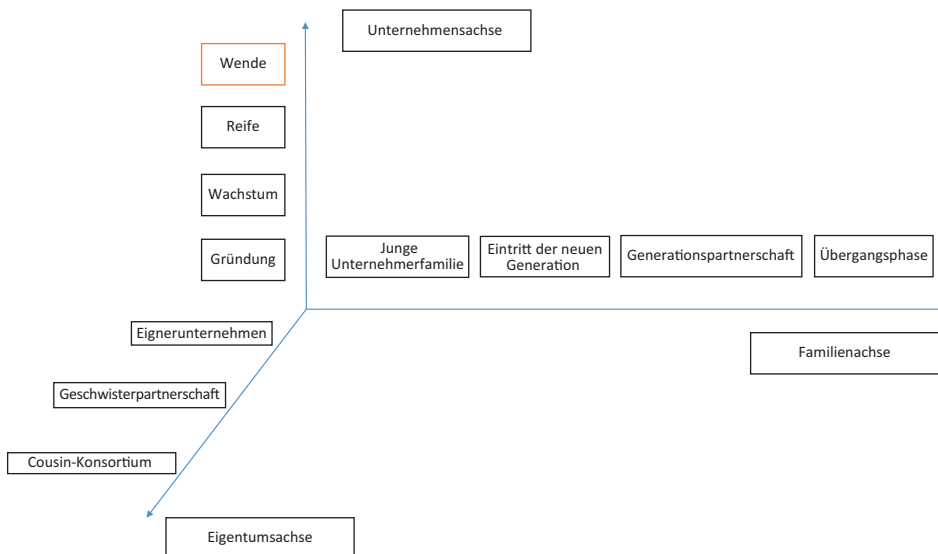 Unternehmensachse
Wende
Reife
Wachstum
Gründung
Junge
Unternehmerfamilie
Eintritt der neuen
Generation
Generationspartnerschaft
Übergangsphase
Eignerunternehmen
Familienachse
Geschwisterpartnerschaft
Cousin-Konsortium
Eigentumsachse